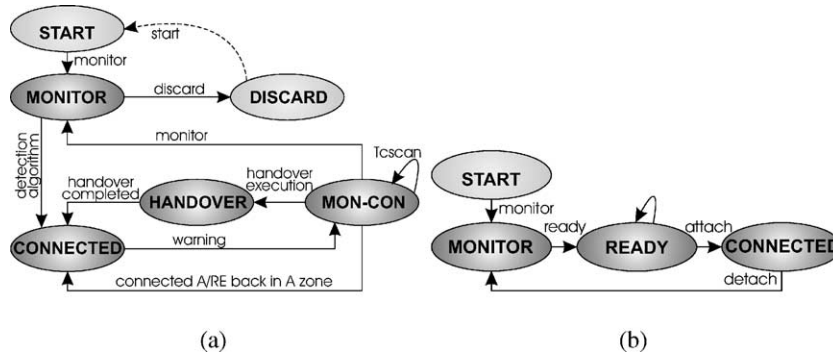 START
start
monitor
MONITOR
discard
DISCARD
monitor
detection
algorithm
Tcscan
handover
completed
HANDOVER
handover
execution
MON-CON
CONNECTED
warning
connected A/RE back in A zone
(a)
START
monitor
MONITOR
ready
READY
attach
CONNECTED
detach
(b)